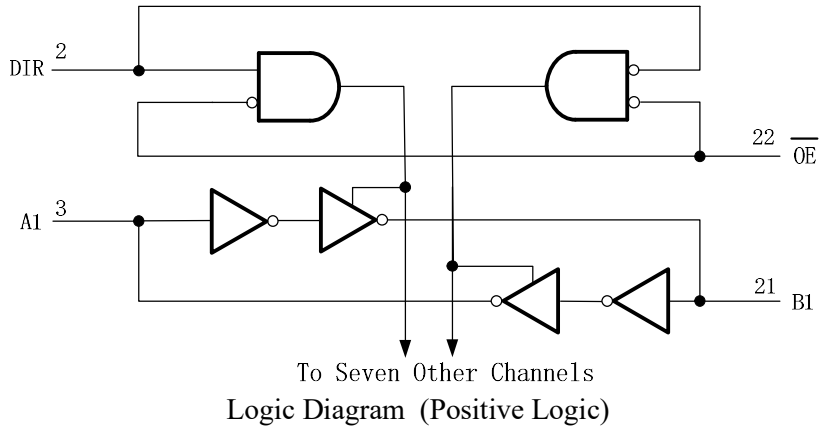 2
DIR
22
OE
3
A1
21
B1
To Seven Other Channels
Logic Diagram (Positive Logic)